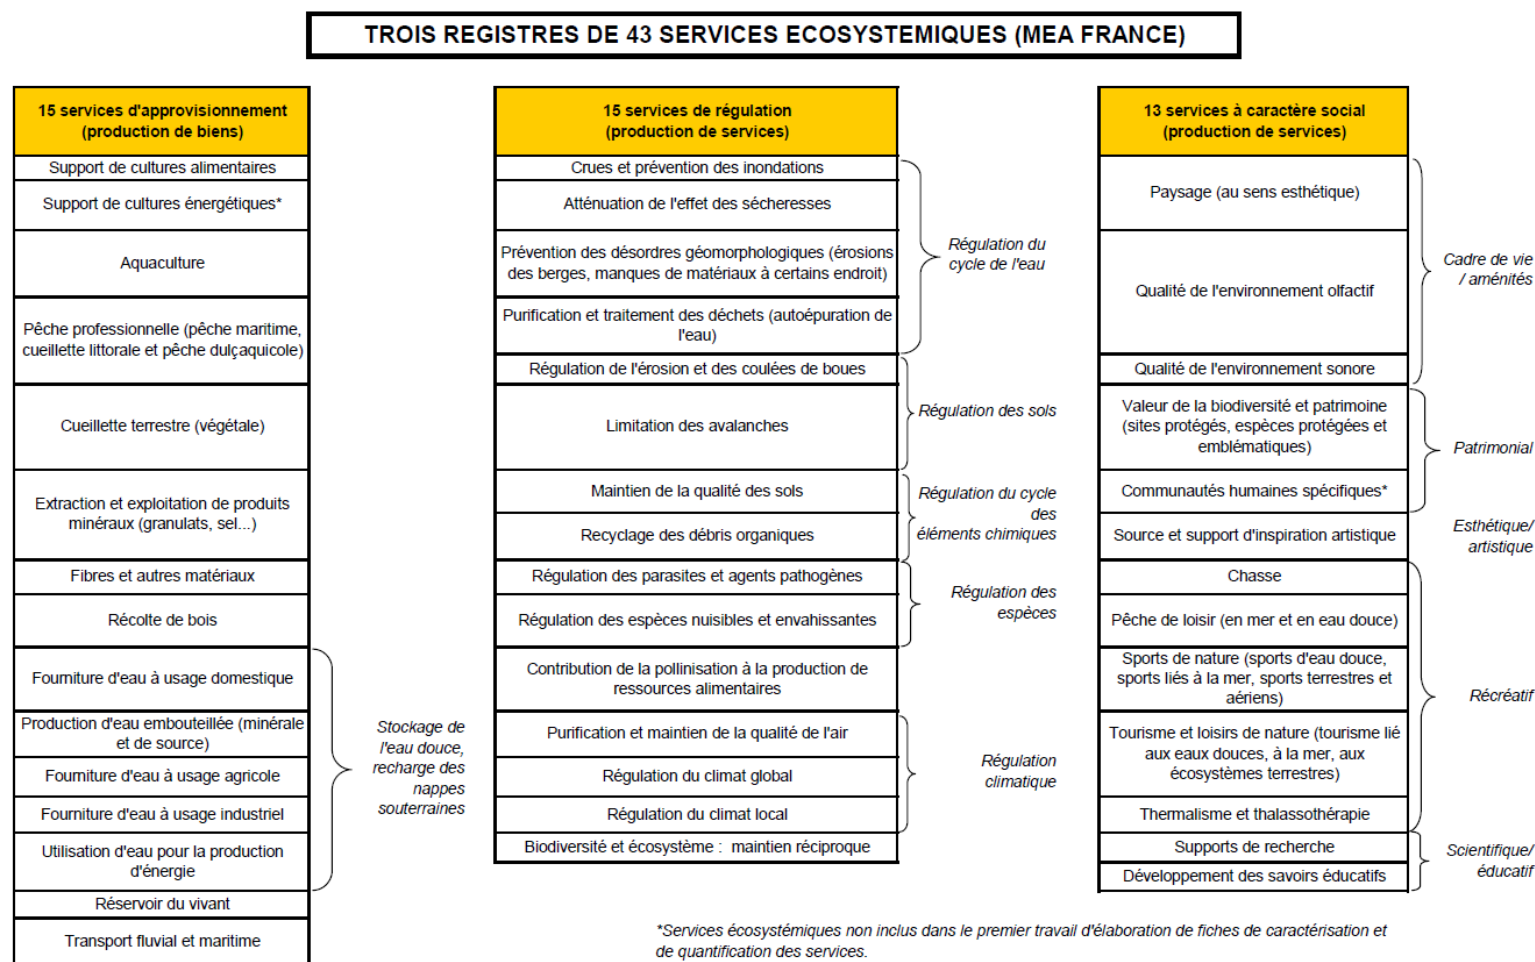 TROIS REGISTRES DE 43 SERVICES ECOSYSTEMIQUES (MEA FRANCE)
15 services d'approvisionnement
(production de biens)
Support de cultures alimentaires
Support de cultures énergétiques*
Aquaculture
Pêche professionnelle (pêche maritime,
cueillette littorale et pêche dulçaquicole)
Cueillette terrestre (végétale)
Extraction et exploitation de produits
minéraux (granulats, sel...)
Fibres et autres matériaux
Récolte de bois
Fourniture d'eau à usage domestique
Production d'eau embouteillée (minérale
et de source)
Fourniture d'eau à usage agricole
Fourniture d'eau à usage industriel
Utilisation d'eau pour la production
d'énergie
Réservoir du vivant
Transport fluvial et maritime
Stockage de
l'eau douce,
recharge des
nappes
souterraines
15 services de régulation
(production de services)
Crues et prévention des inondations
Atténuation de l'effet des sécheresses
Prévention des désordres géomorphologiques (érosions
des berges, manques de matériaux à certains endroit)
Purification et traitement des déchets (autoépuration de
l'eau)
Régulation de l'érosion et des coulées de boues
Limitation des avalanches
Maintien de la qualité des sols
Recyclage des débris organiques
Régulation des parasites et agents pathogènes
Régulation des espèces nuisibles et envahissantes
Contribution de la pollinisation à la production de
ressources alimentaires
Purification et maintien de la qualité de l'air
Régulation du climat global
Régulation du climat local
Biodiversité et écosystème : maintien réciproque
Régulation du
cycle de l'eau
Régulation des sols
Régulation du cycle
des
éléments chimiques
Régulation des
espèces
Régulation
climatique
13 services à caractère social
(production de services)
Paysage (au sens esthétique)
Qualité de l'environnement olfactif
Qualité de l'environnement sonore
Valeur de la biodiversité et patrimoine
(sites protégés, espèces protégées et
emblématiques)
Communautés humaines spécifiques*
Source et support d'inspiration artistique
Chasse
Pêche de loisir (en mer et en eau douce)
Sports de nature (sports d'eau douce,
sports liés à la mer, sports terrestres et
aériens)
Tourisme et loisirs de nature (tourisme lié
aux eaux douces, à la mer, aux
écosystèmes terrestres)
Thermalisme et thalassothérapie
Supports de recherche
Développement des savoirs éducatifs
Cadre de vie
/ aménités
Patrimonial
Esthétique/
artistique
Récréatif
Scientifique/
éducatif
*Services écosystémiques non inclus dans le premier travail d'élaboration de fiches de caractérisation et
de quantification des services.